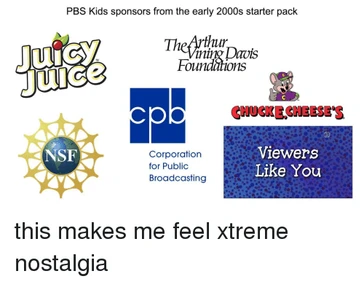 PBS Kids sponsors from the early 2000s starter pack
Juicy
Juice
The Arthur
Vining Davis
Foundations
CHUCK E. CHEESE'S
cpb
NSF
Corporation
for Public
Broadcasting
Viewers
Like You
this makes me feel xtreme
nostalgia